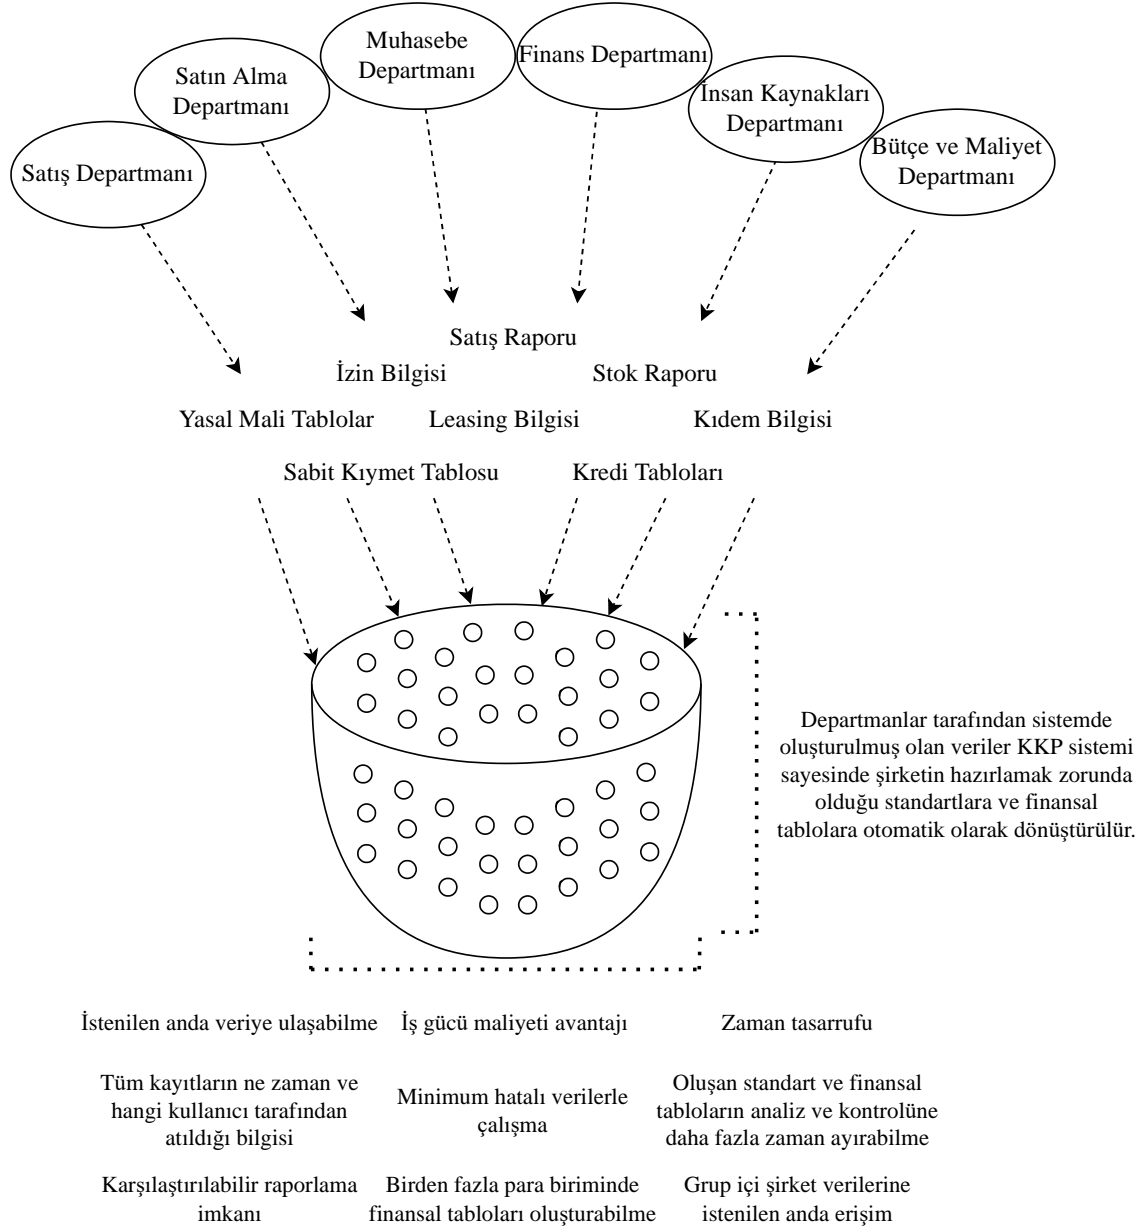 Muhasebe
Departmanı
Finans Departmanı
Satın Alma
Departmanı
İnsan Kaynakları
Departmanı
Satış Departmanı
Bütçe ve Maliyet
Departmanı
Satış Raporu
İzin Bilgisi
Stok Raporu
Yasal Mali Tablolar
Leasing Bilgisi
Kıdem Bilgisi
Sabit Kıymet Tablosu
Kredi Tabloları
Departmanlar tarafından sistemde
oluşturulmuş olan veriler KKP sistemi
sayesinde şirketin hazırlamak zorunda
olduğu standartlara ve finansal
tablolara otomatik olarak dönüştürülür.
İstenilen anda veriye ulaşabilme
İş gücü maliyeti avantajı
Zaman tasarrufu
Tüm kayıtların ne zaman ve
hangi kullanıcı tarafından
atıldığı bilgisi
Minimum hatalı verilerle
çalışma
Oluşan standart ve finansal
tabloların analiz ve kontrolüne
daha fazla zaman ayırabilme
Karşılaştırılabilir raporlama
imkanı
Birden fazla para biriminde
finansal tabloları oluşturabilme
Grup içi şirket verilerine
istenilen anda erişim